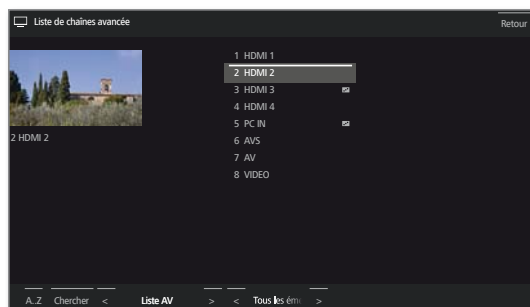 Liste de chaînes avancée
Retour
1 HDMI 1
2 HDMI 2
3 HDMI 3
4 HDMI 4
5 PC IN
6 AVS
7 AV
8 VIDEO
2 HDMI 2
A..Z Chercher < Liste AV > < Tous les ém >